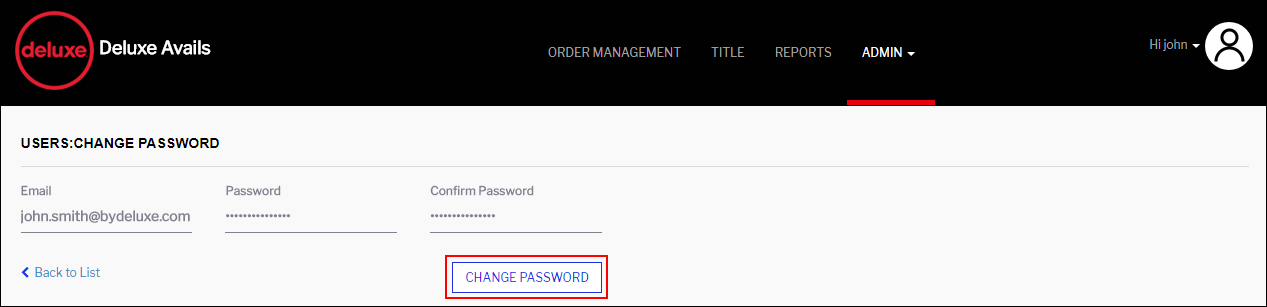 deluxe Deluxe Avails
ORDER MANAGEMENT TITLE REPORTS ADMIN
Hi john
USERS:CHANGE PASSWORD
Email Password Confirm Password
john.smith@bydeluxe.com ••••••••••••••• •••••••••••••••
Back to List
CHANGE PASSWORD